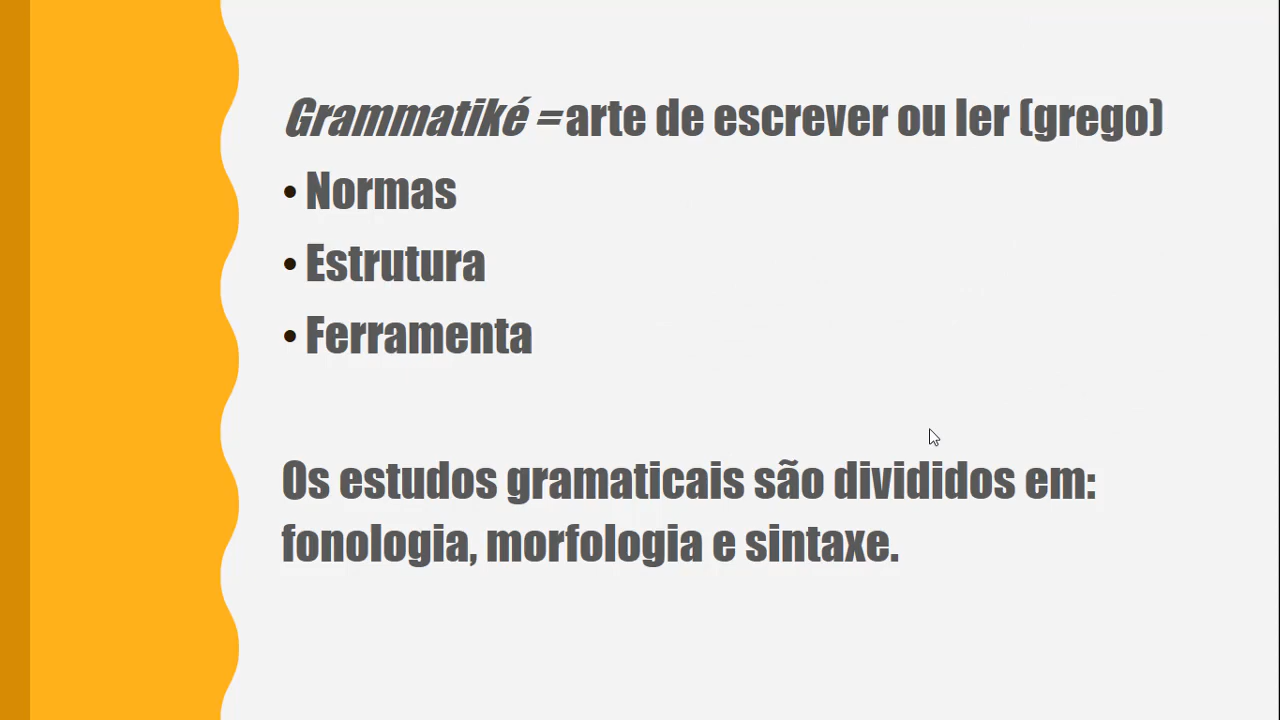 Grammatiké = arte de escrever ou ler (grego)
• Normas
• Estrutura
• Ferramenta
Os estudos gramaticais são divididos em:
fonologia, morfologia e sintaxe.